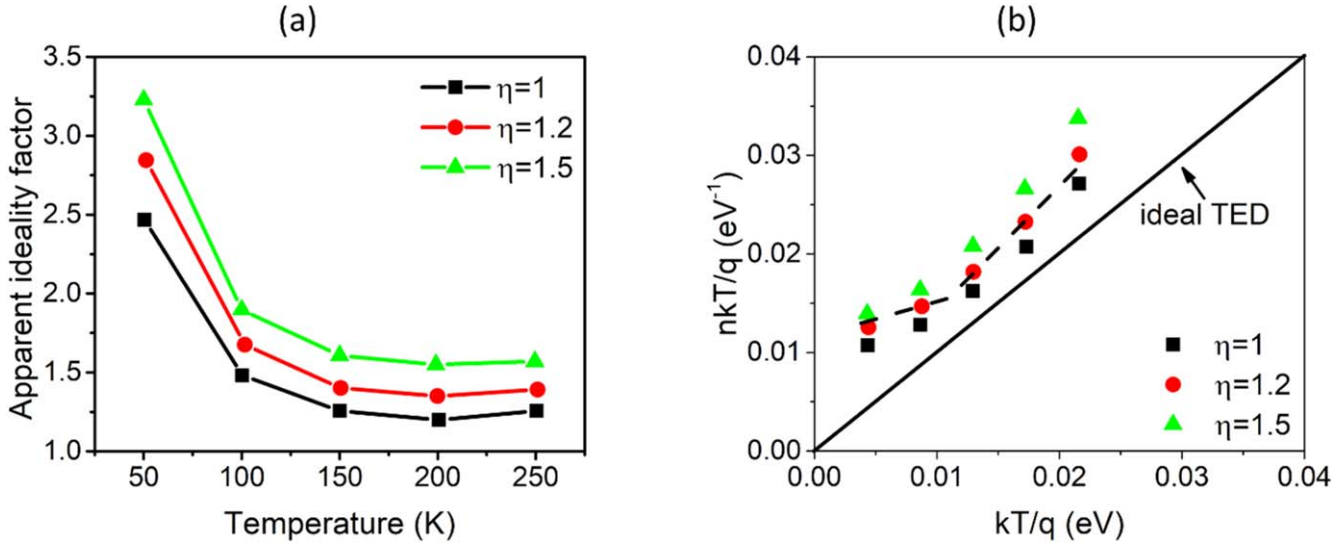 (a)
Apparent ideality factor
3.5
3.0
2.5
2.0
1.5
1.0
η=1
η=1.2
η=1.5
50
100
150
200
250
Temperature (K)
(b)
nkT/q (eV⁻¹)
0.04
0.03
0.02
0.01
0.00
ideal TED
η=1
η=1.2
η=1.5
0.00
0.01
0.02
0.03
0.04
kT/q (eV)